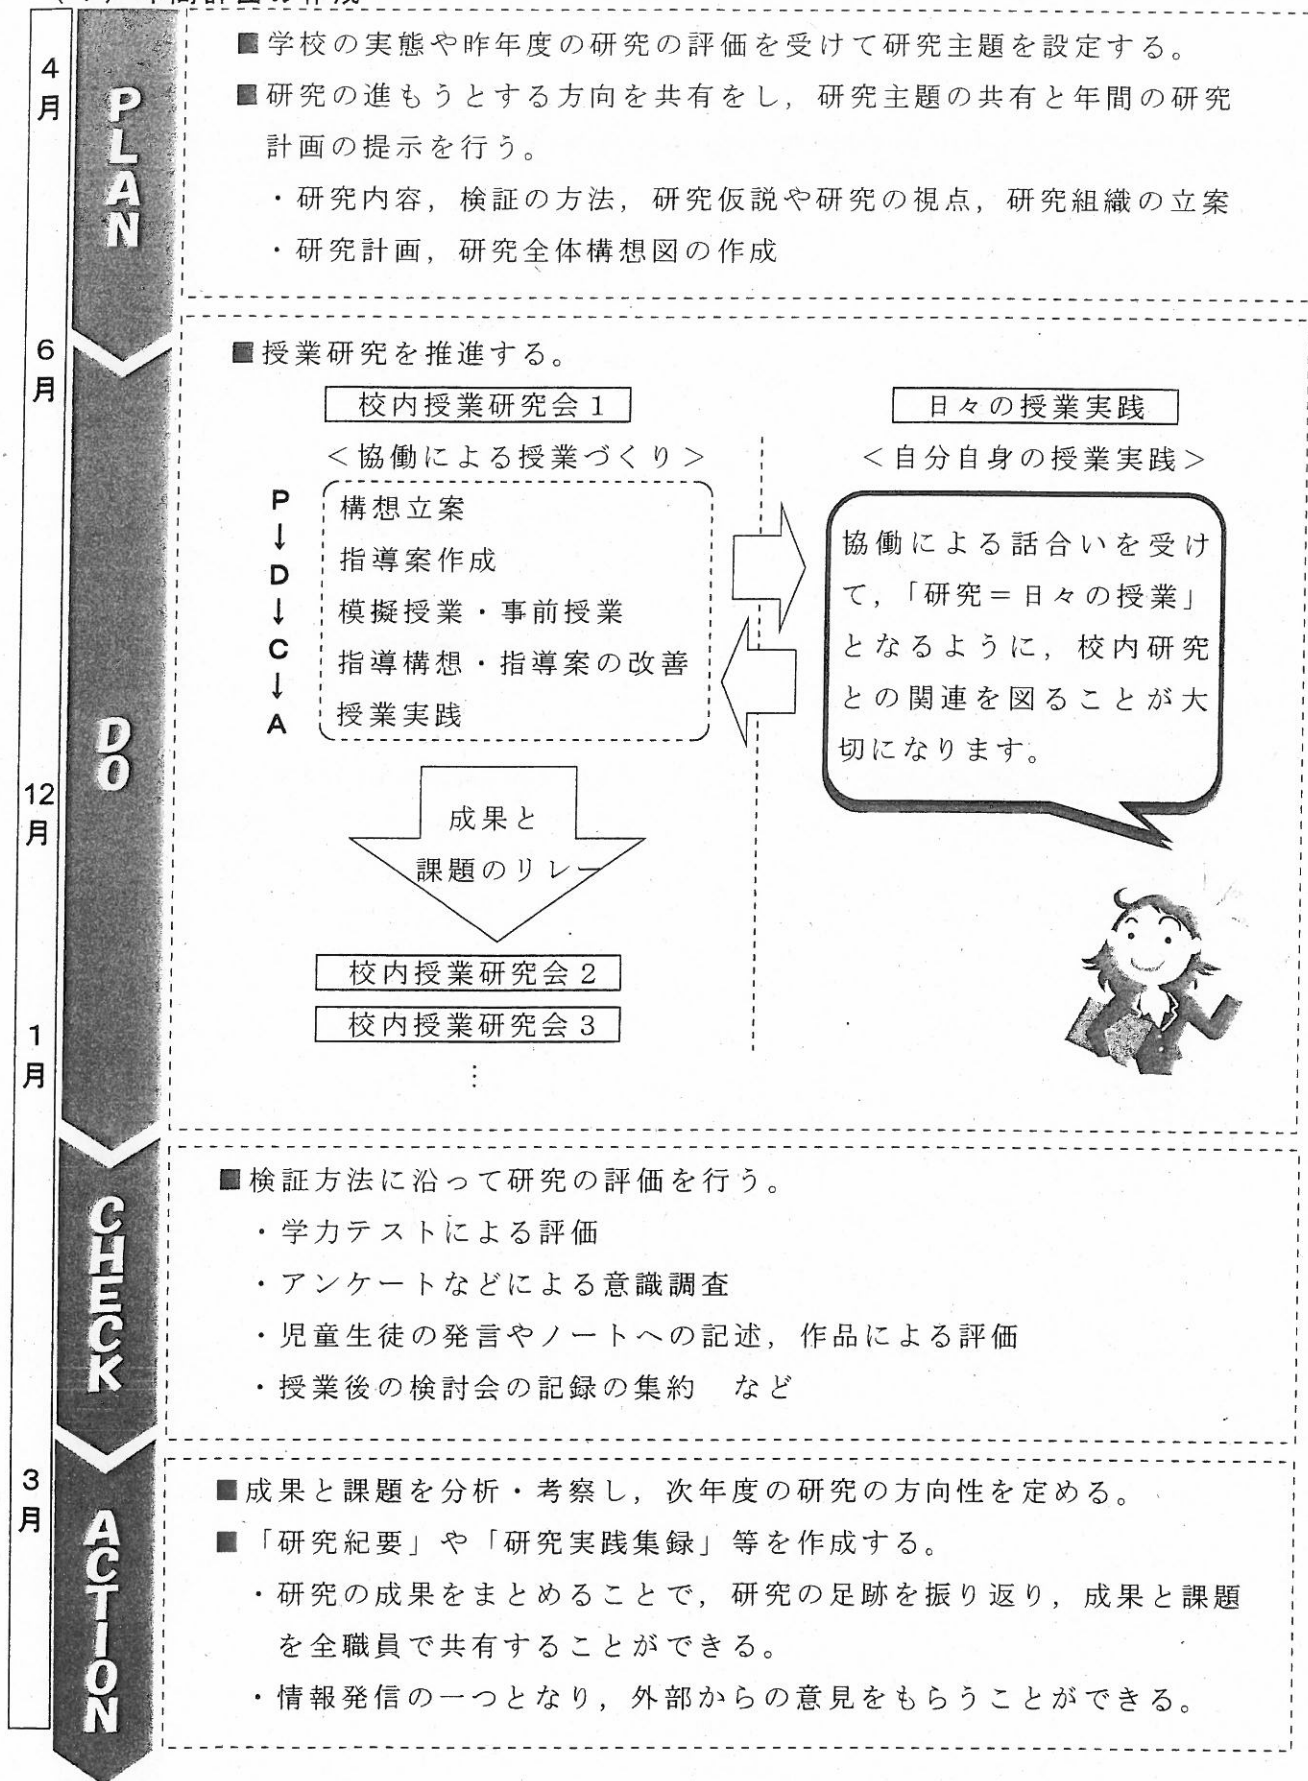 4
月
PLAN
■学校の実態や昨年度の研究の評価を受けて研究主題を設定する。
■研究の進もうとする方向を共有をし，研究主題の共有と年間の研究
計画の提示を行う。
・研究内容，検証の方法，研究仮説や研究の視点，研究組織の立案
・研究計画，研究全体構想図の作成
6
月
DO
■授業研究を推進する。
校内授業研究会1
＜協働による授業づくり＞
P
↓
D
↓
C
↓
A
構想立案
指導案作成
模擬授業・事前授業
指導構想・指導案の改善
授業実践
日々の授業実践
＜自分自身の授業実践＞
協働による話合いを受け
て，「研究＝日々の授業」
となるように，校内研究
との関連を図ることが大
切になります。
12
月
成果と
課題のリレー
校内授業研究会2
校内授業研究会3
⋮
1
月
CHECK
■検証方法に沿って研究の評価を行う。
・学力テストによる評価
・アンケートなどによる意識調査
・児童生徒の発言やノートへの記述，作品による評価
・授業後の検討会の記録の集約　など
3
月
ACTION
■成果と課題を分析・考察し，次年度の研究の方向性を定める。
■「研究紀要」や「研究実践集録」等を作成する。
・研究の成果をまとめることで，研究の足跡を振り返り，成果と課題
を全職員で共有することができる。
・情報発信の一つとなり，外部からの意見をもらうことができる。